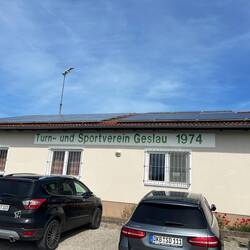 Turn- und Sportverein Geslau 1974